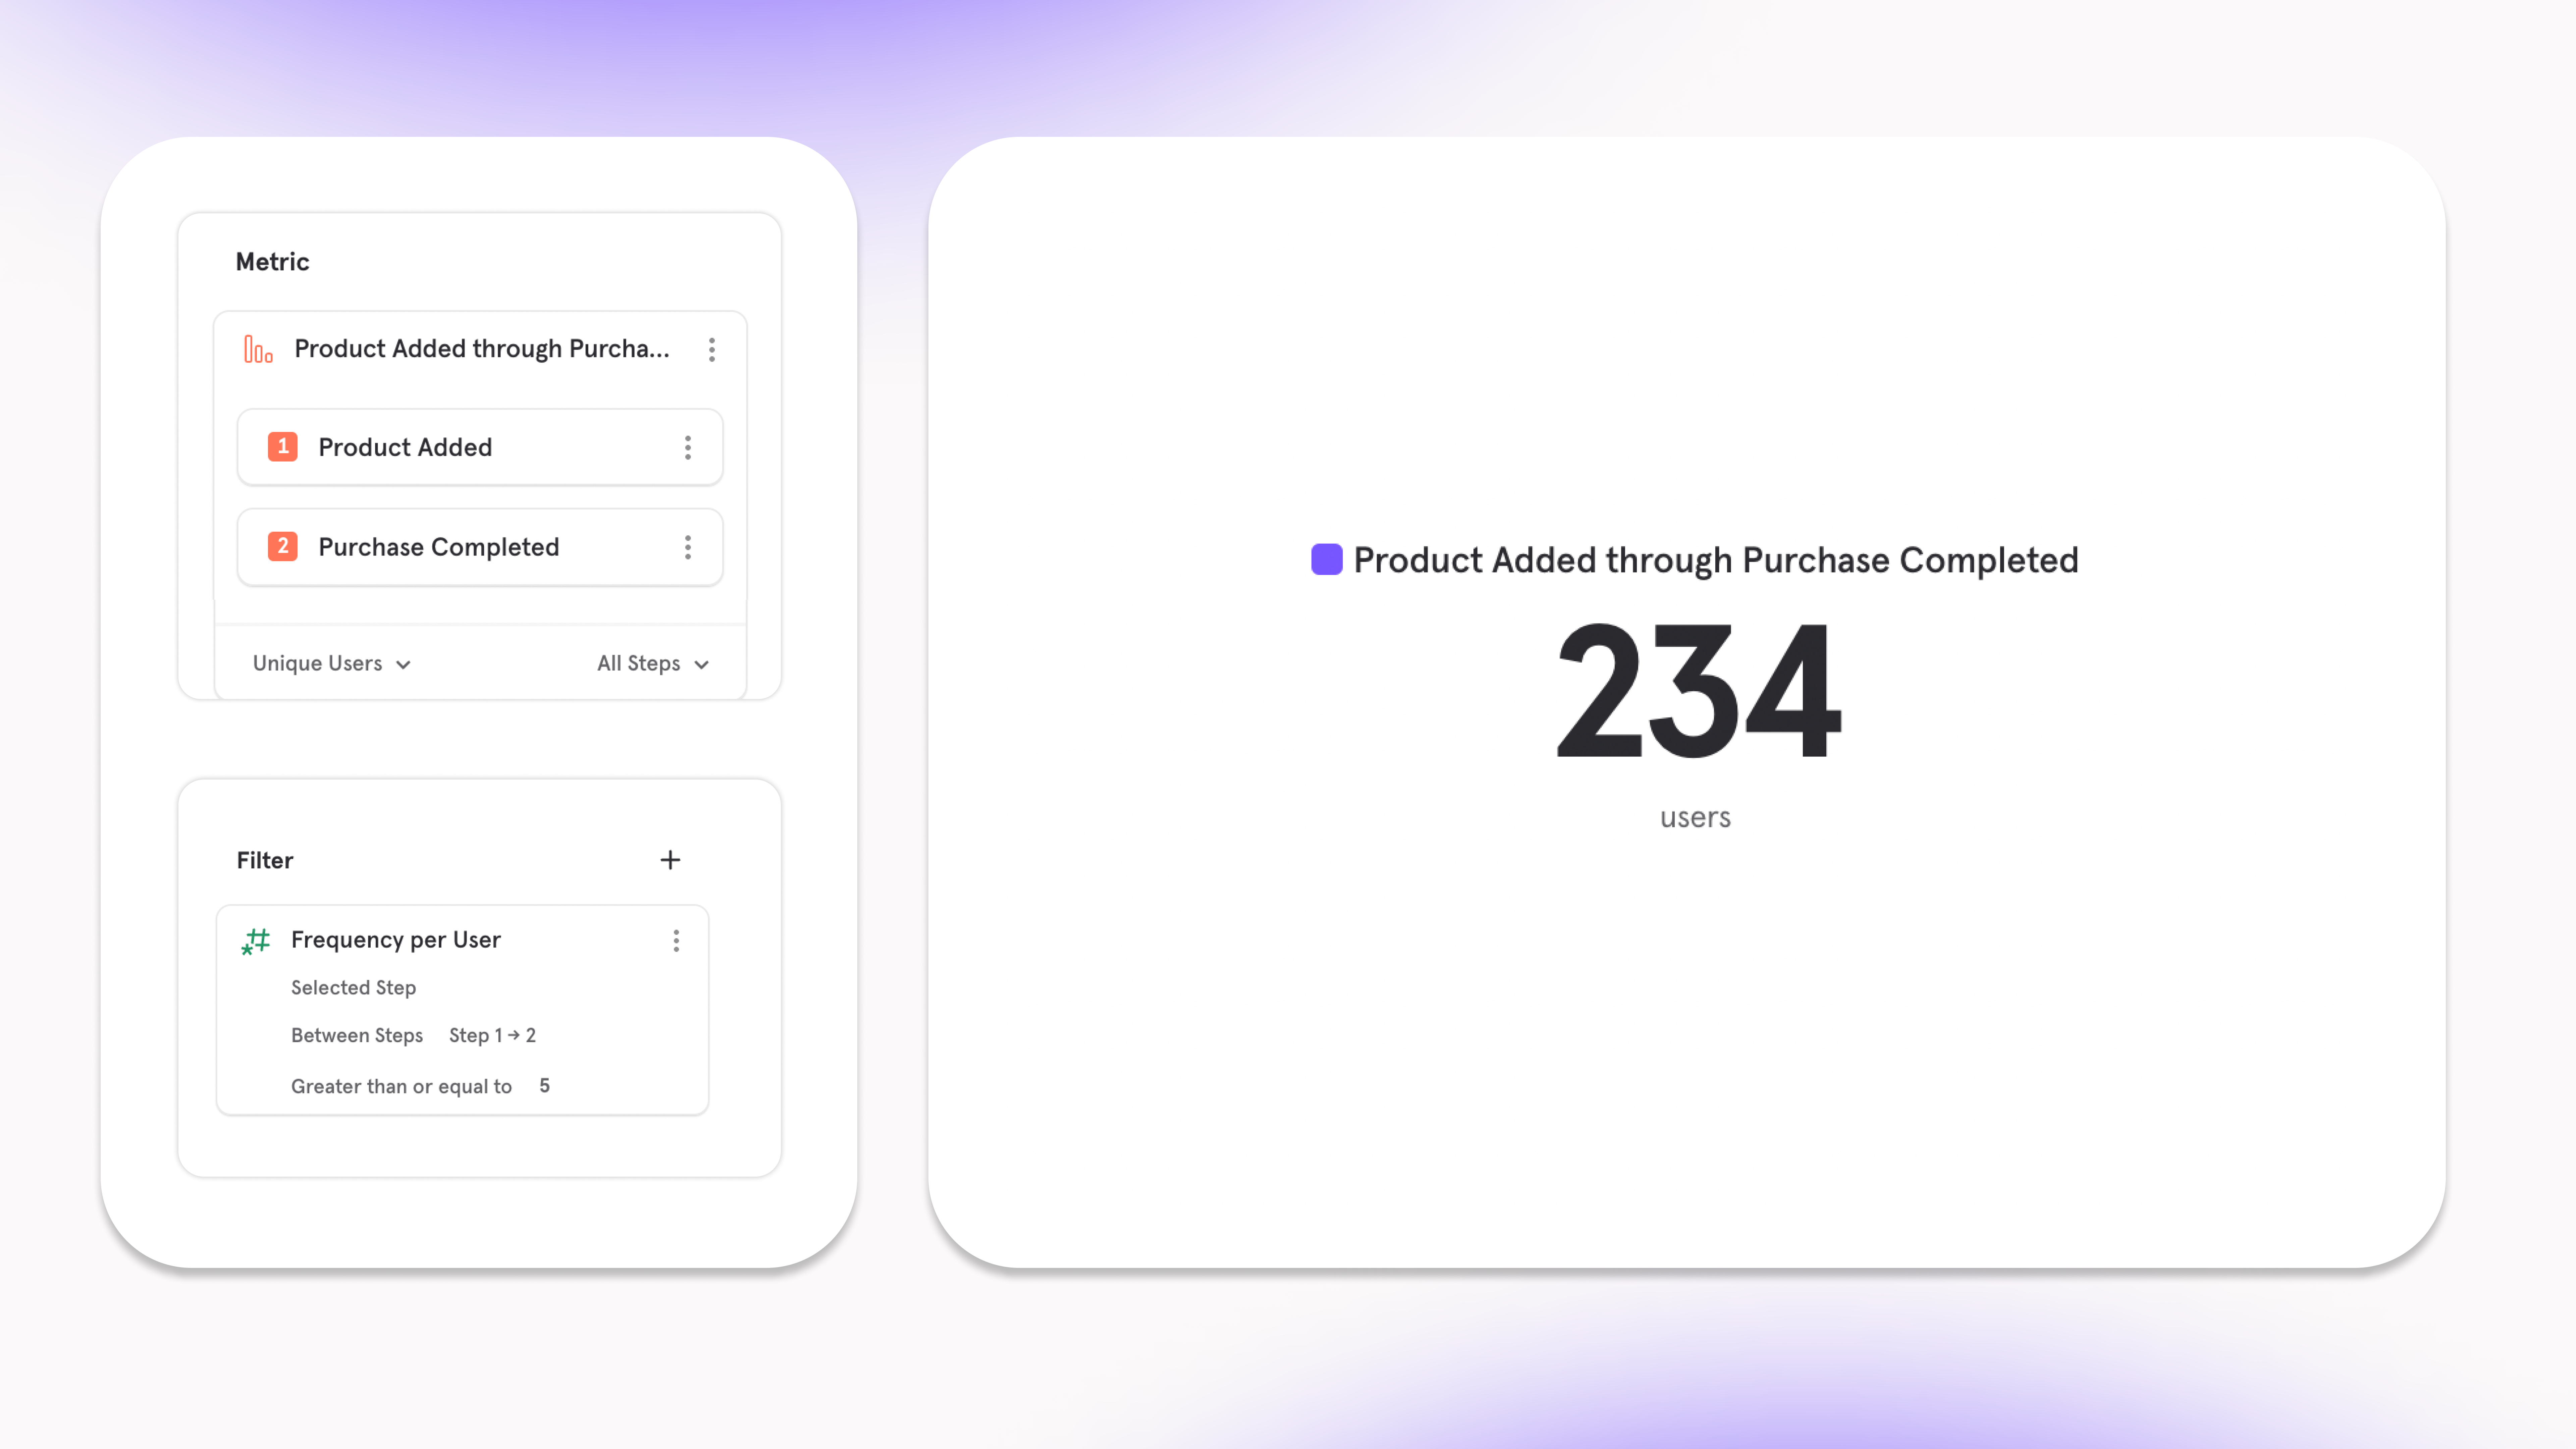 Metric
Product Added through Purcha...
1 Product Added
2 Purchase Completed
Unique Users All Steps
Filter +
Frequency per User
Selected Step
Between Steps Step 1 → 2
Greater than or equal to 5
Product Added through Purchase Completed
234
users